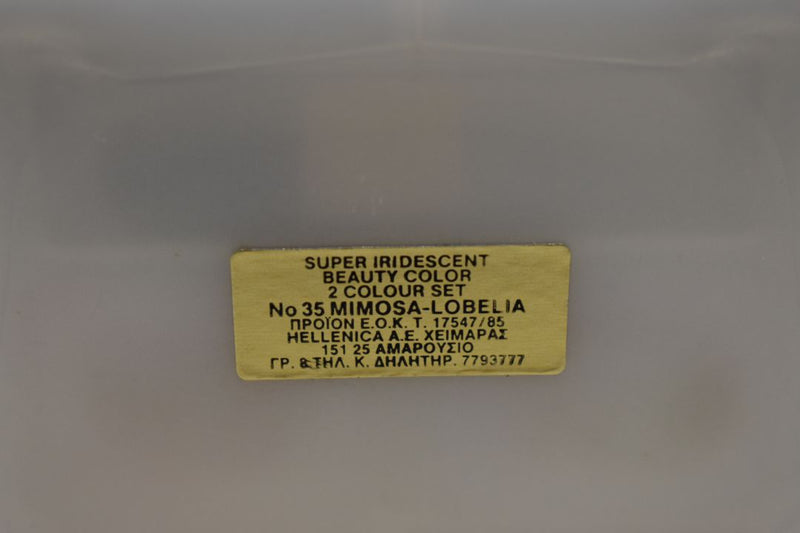 SUPER IRIDESCENT
BEAUTY COLOR
2 COLOUR SET
No 35 MIMOSA-LOBELIA
ΠΡΟΪΟΝ Ε.Ο.Κ. Τ. 17547/85
HELLENICA A.E. ΧΕΙΜΑΡΑΣ
151 25 ΑΜΑΡΟΥΣΙΟ
ΓΡ. 8 ΤΗΛ. Κ. ΔΗΛΗΤΗΡ. 7793777